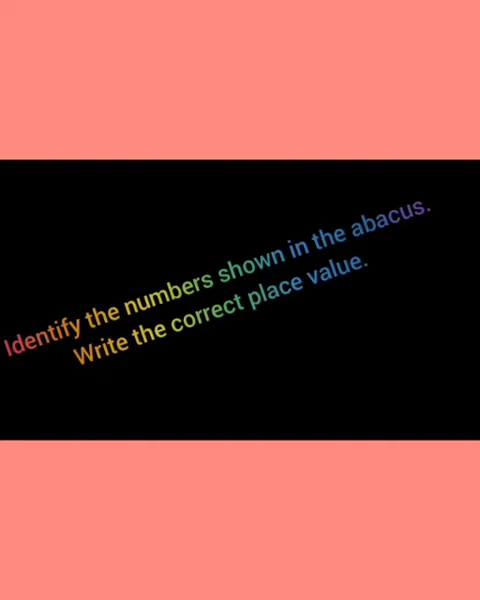 Identify the numbers shown in the abacus.
Write the correct place value.